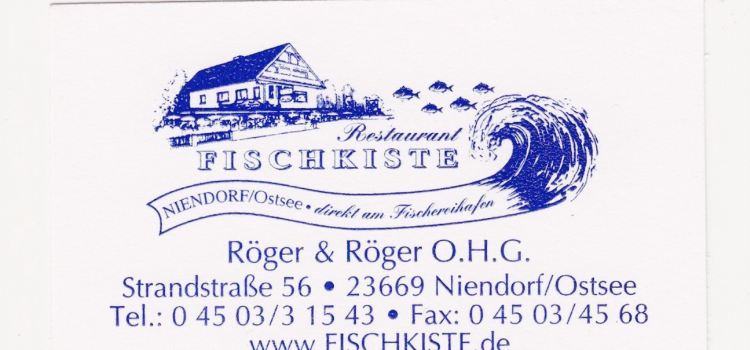 Restaurant
FISCHKISTE
NIENDORF/Ostsee • direkt am Fischereihafen
Röger & Röger O.H.G.
Strandstraße 56 • 23669 Niendorf/Ostsee
Tel.: 0 45 03/3 15 43 • Fax: 0 45 03/45 68
www.FISCHKISTE.de